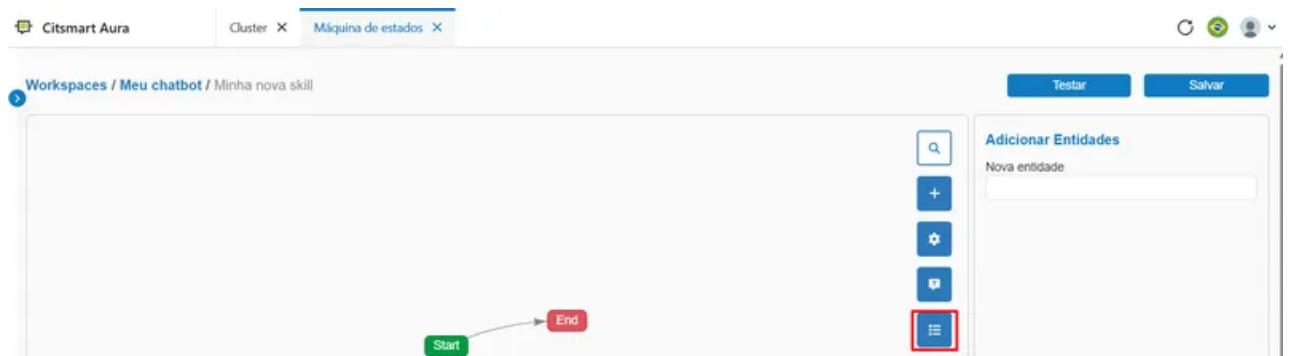 Citsmart Aura
Cluster
Máquina de estados
Workspaces / Meu chatbot / Minha nova skill
Testar
Salvar
Adicionar Entidades
Nova entidade
End
Start